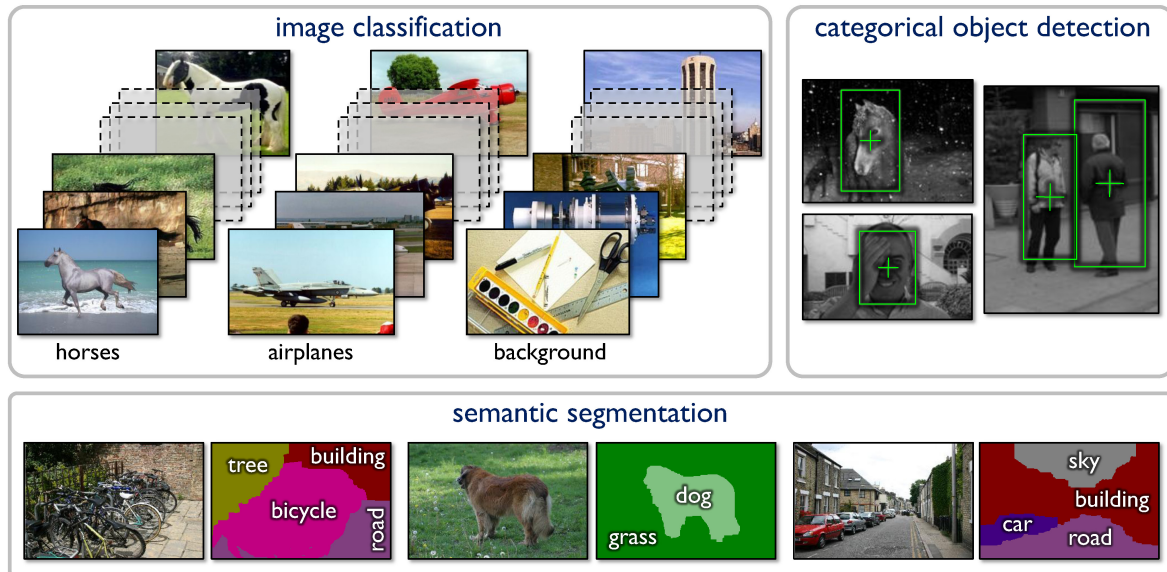 image classification
horses
airplanes
background
categorical object detection
semantic segmentation
tree
building
bicycle
road
dog
grass
sky
building
car
road